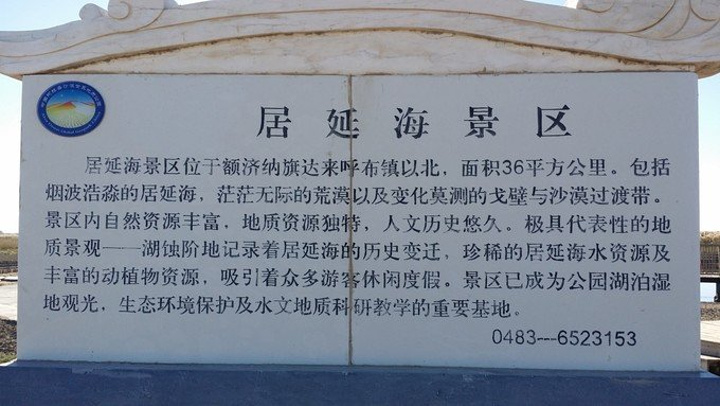 居延海景区
居延海景区位于额济纳旗达来呼布镇以北，面积36平方公里。包括
烟波浩淼的居延海，茫茫无际的荒漠以及变化莫测的戈壁与沙漠过渡带。
景区内自然资源丰富，地质资源独特，人文历史悠久。极具代表性的地
质景观——湖蚀阶地记录着居延海的历史变迁，珍稀的居延海水资源及
丰富的动植物资源，吸引着众多游客休闲度假。景区已成为公园湖泊湿
地观光，生态环境保护及水文地质科研教学的重要基地。
0483---6523153